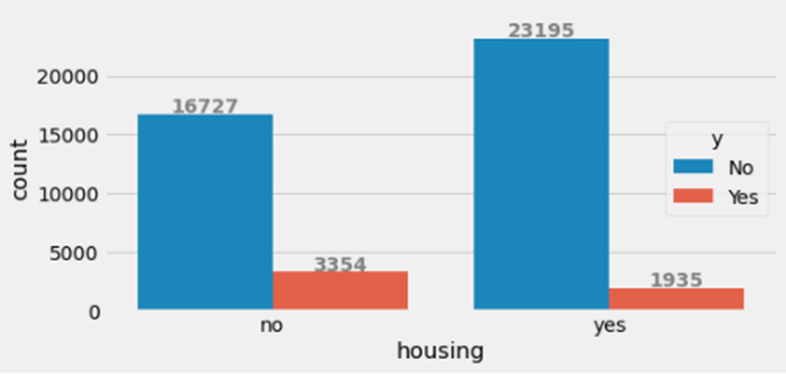 23195
20000
16727
15000
count
10000
5000
3354
1935
0
no
yes
housing
y
No
Yes